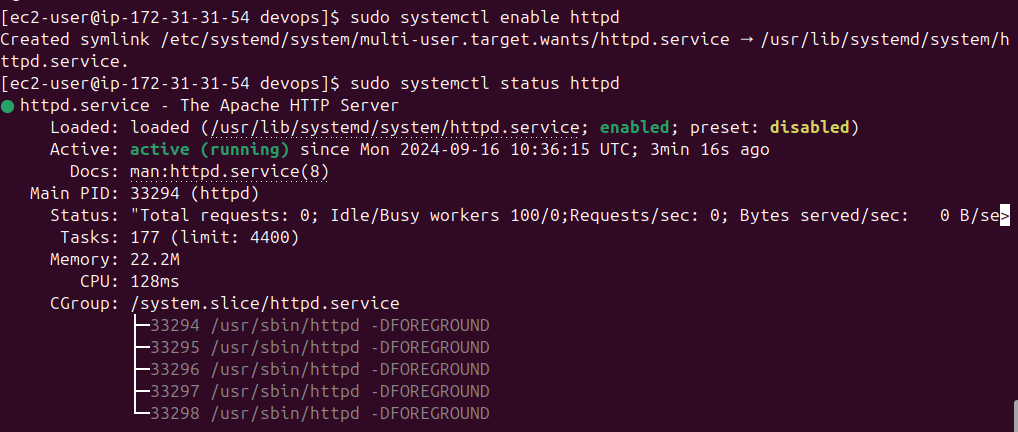 [ec2-user@ip-172-31-31-54 devops]$ sudo systemctl enable httpd
Created symlink /etc/systemd/system/multi-user.target.wants/httpd.service → /usr/lib/systemd/system/h
ttpd.service.
[ec2-user@ip-172-31-31-54 devops]$ sudo systemctl status httpd
● httpd.service - The Apache HTTP Server
     Loaded: loaded (/usr/lib/systemd/system/httpd.service; enabled; preset: disabled)
     Active: active (running) since Mon 2024-09-16 10:36:15 UTC; 3min 16s ago
       Docs: man:httpd.service(8)
   Main PID: 33294 (httpd)
     Status: "Total requests: 0; Idle/Busy workers 100/0;Requests/sec: 0; Bytes served/sec:   0 B/se>
      Tasks: 177 (limit: 4400)
     Memory: 22.2M
        CPU: 128ms
     CGroup: /system.slice/httpd.service
             ├─33294 /usr/sbin/httpd -DFOREGROUND
             ├─33295 /usr/sbin/httpd -DFOREGROUND
             ├─33296 /usr/sbin/httpd -DFOREGROUND
             ├─33297 /usr/sbin/httpd -DFOREGROUND
             └─33298 /usr/sbin/httpd -DFOREGROUND